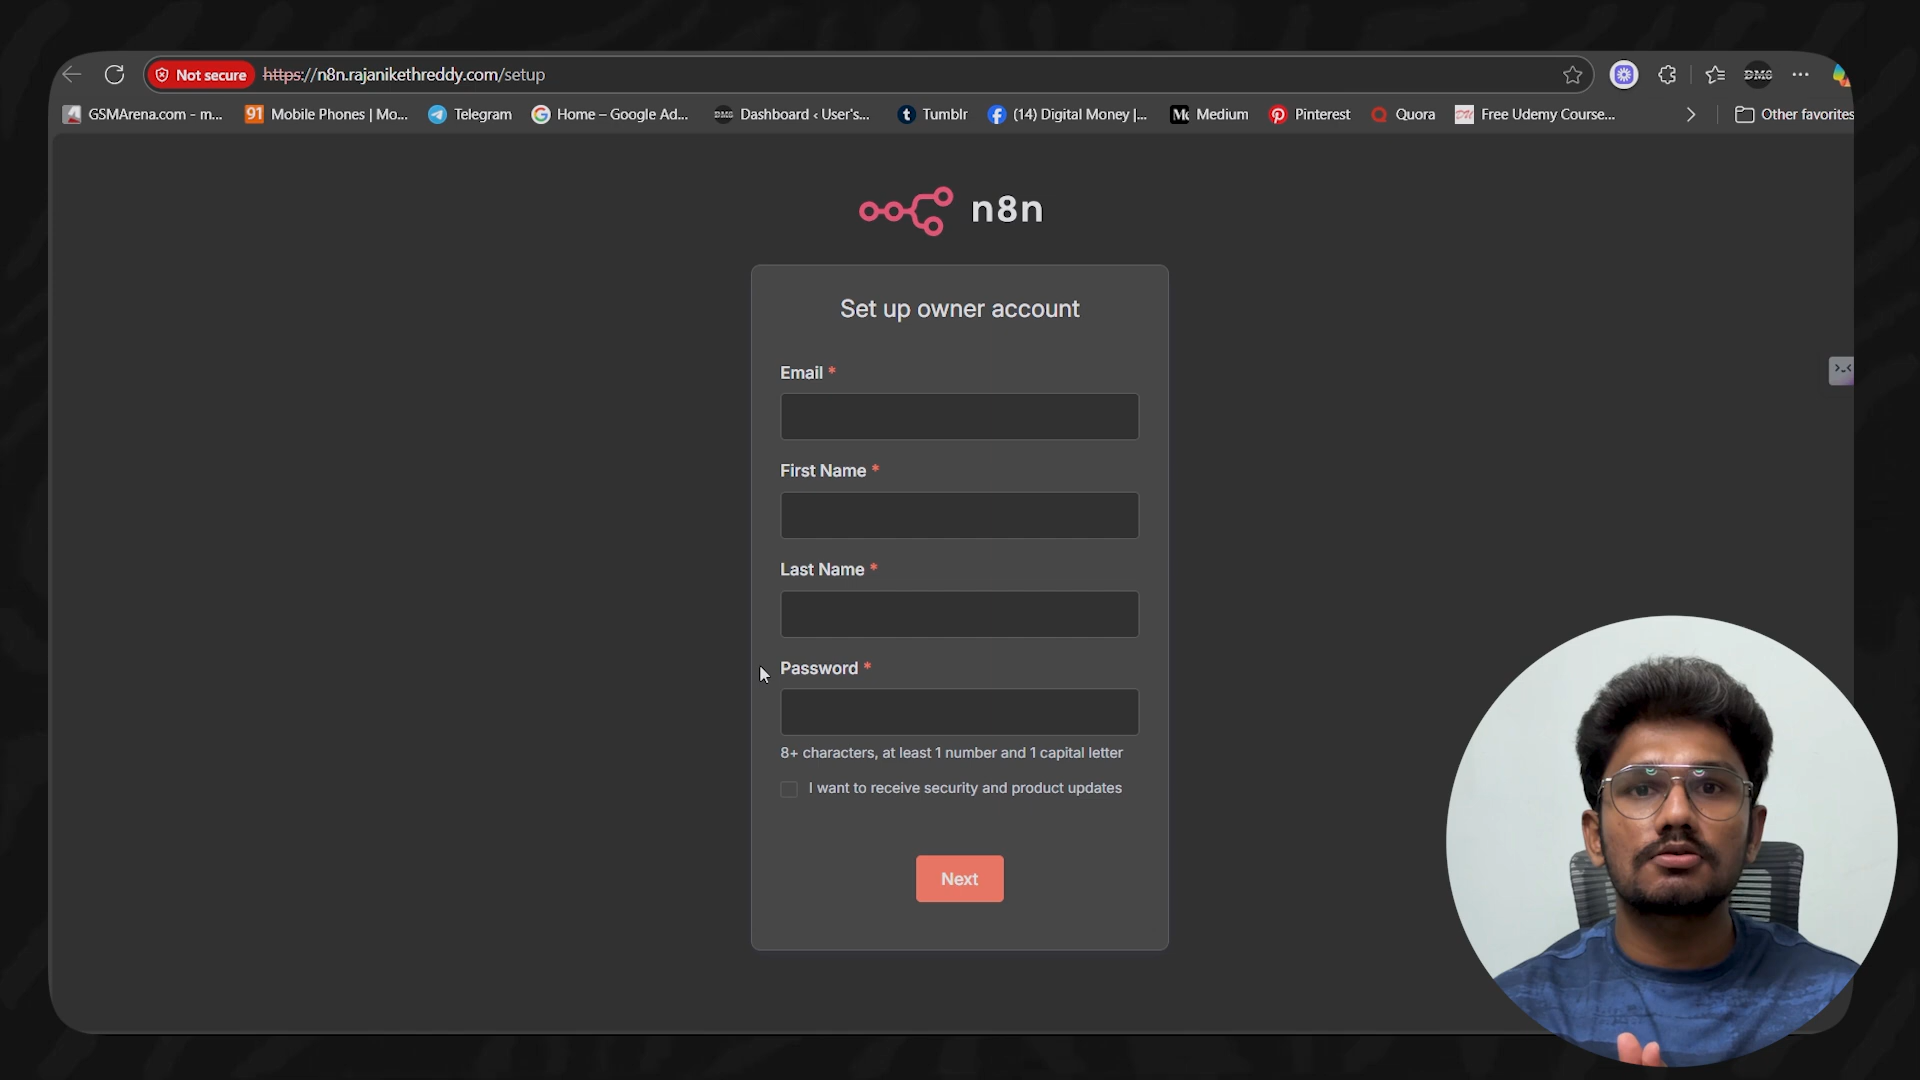 Not secure https://n8n.rajanikethreddy.com/setup
GSMArena.com - m... 91 Mobile Phones | Mo... Telegram Home – Google Ad... DMG Dashboard ‹ User's... Tumblr (14) Digital Money |... Medium Pinterest Quora Free Udemy Course... Other favorites
n8n
Set up owner account
Email *
First Name *
Last Name *
Password *
8+ characters, at least 1 number and 1 capital letter
I want to receive security and product updates
Next